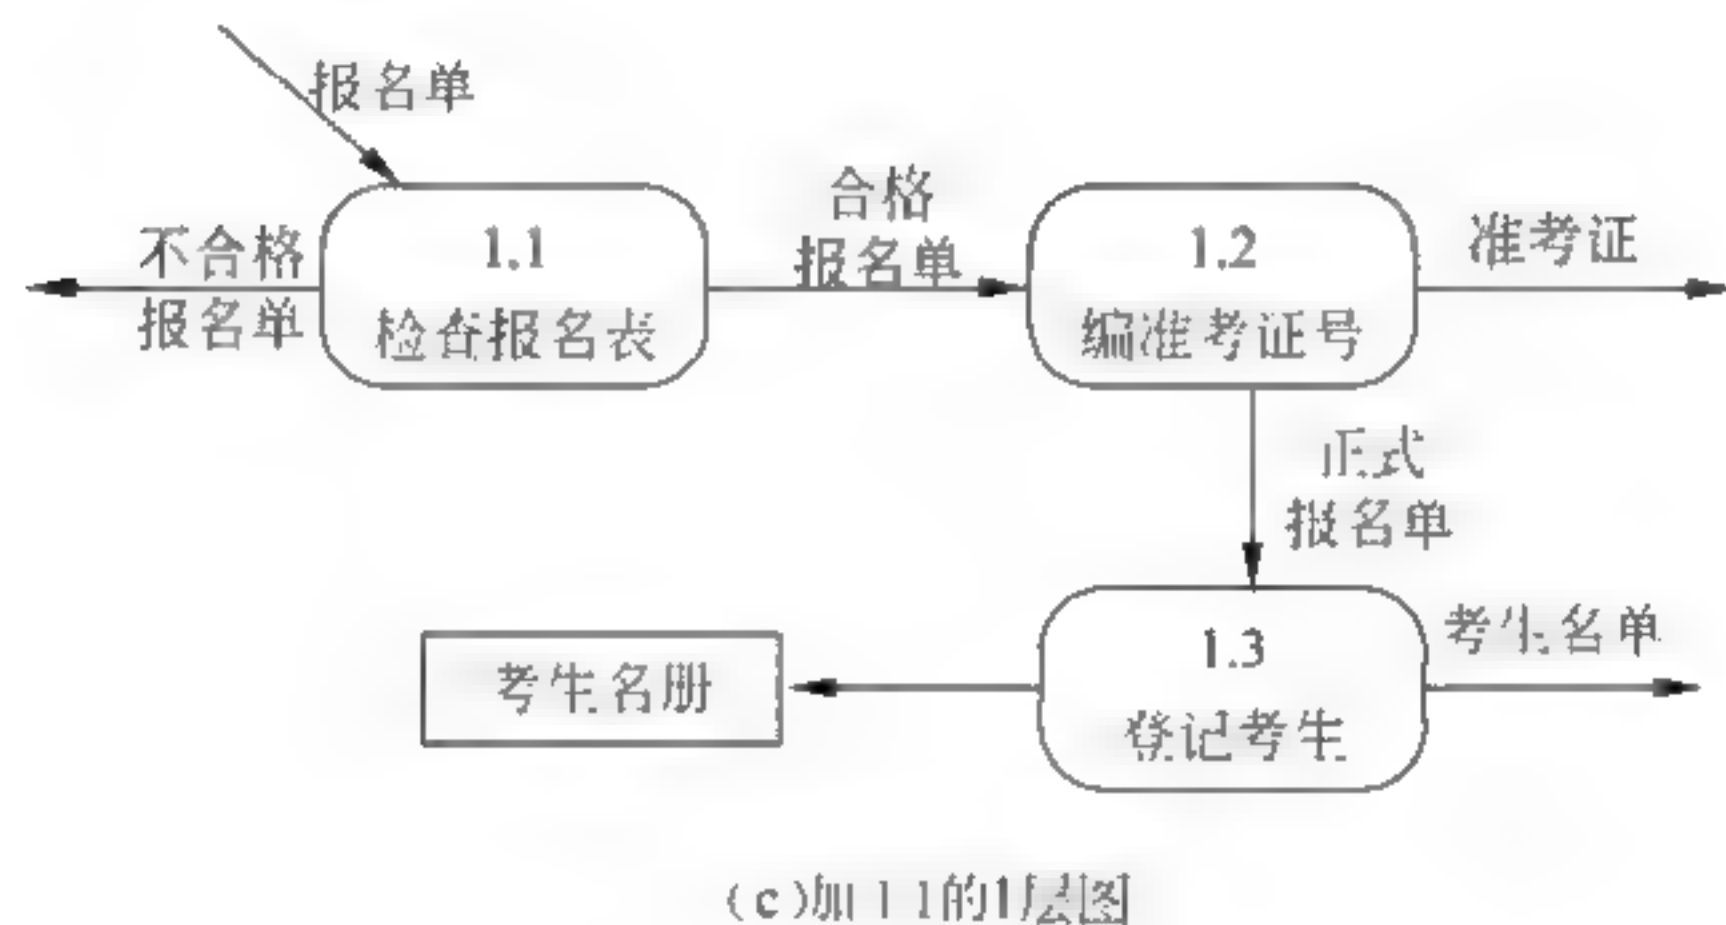 报名单
不合格
报名单
1.1
检查报名表
合格
报名单
1.2
编准考证号
准考证
正式
报名单
1.3
登记考生
考生名单
考生名册
(c)加工1的1层图